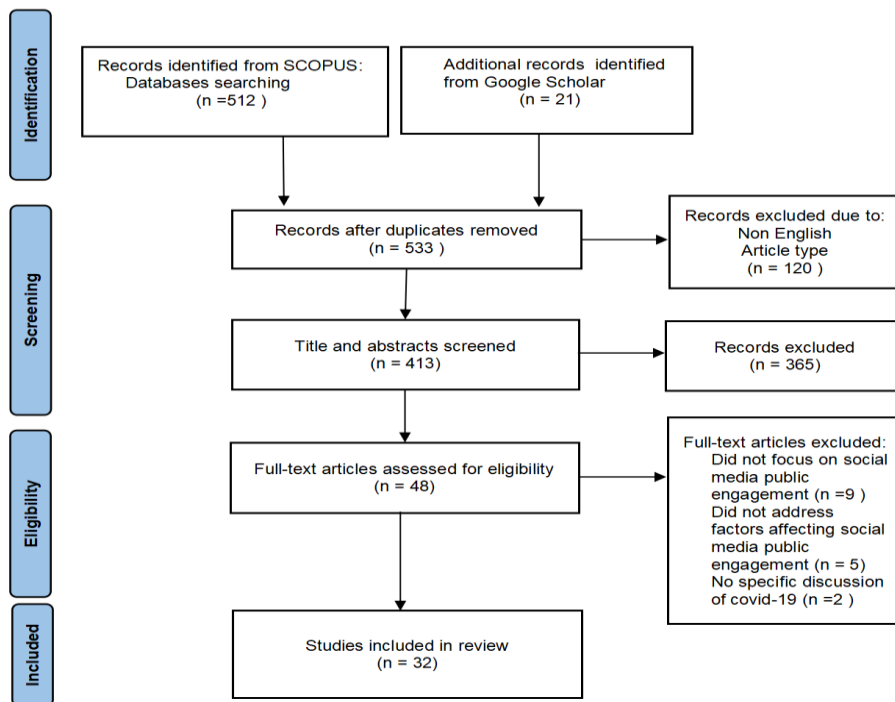 Identification
Records identified from SCOPUS:
Databases searching
(n =512 )
Additional records identified
from Google Scholar
(n = 21)
Screening
Records after duplicates removed
(n = 533 )
Records excluded due to:
Non English
Article type
(n = 120 )
Title and abstracts screened
(n = 413)
Records excluded
(n = 365)
Eligibility
Full-text articles assessed for eligibility
(n = 48)
Full-text articles excluded:
Did not focus on social
media public
engagement (n =9 )
Did not address
factors affecting social
media public
engagement (n = 5)
No specific discussion
of covid-19 (n =2 )
Included
Studies included in review
(n = 32)